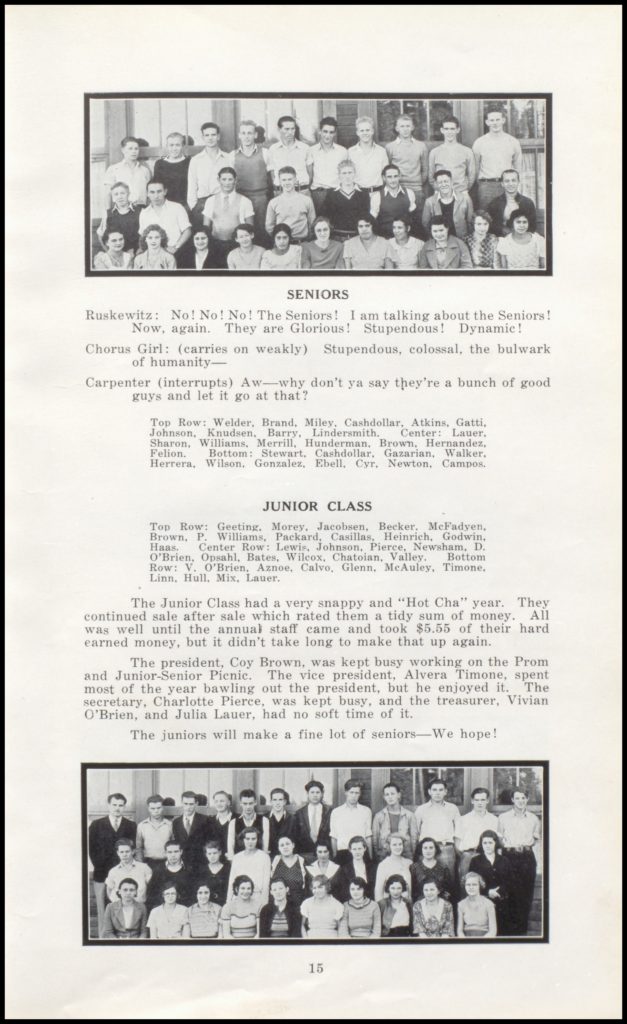 SENIORS
Ruskewitz: No! No! No! The Seniors! I am talking about the Seniors!
Now, again. They are Glorious! Stupendous! Dynamic!
Chorus Girl: (carries on weakly) Stupendous, colossal, the bulwark
of humanity—
Carpenter (interrupts) Aw—why don't ya say they're a bunch of good
guys and let it go at that?
Top Row: Welder, Brand, Miley, Cashdollar, Atkins, Gatti,
Johnson, Knudsen, Barry, Lindersmith. Center: Lauer,
Sharon, Williams, Merrill, Hunderman, Brown, Hernandez,
Felion. Bottom: Stewart, Cashdollar, Gazarian, Walker,
Herrera, Wilson, Gonzalez, Ebell, Cyr, Newton, Campos.
JUNIOR CLASS
Top Row: Geeting, Morey, Jacobsen, Becker, McFadyen,
Brown, P. Williams, Packard, Casillas, Heinrich, Godwin,
Haas. Center Row: Lewis, Johnson, Pierce, Newsham, D.
O'Brien, Opsahl, Bates, Wilcox, Chatoian, Valley. Bottom
Row: V. O'Brien, Aznoe, Calvo, Glenn, McAuley, Timone,
Linn, Hull, Mix, Lauer.
The Junior Class had a very snappy and "Hot Cha" year. They
continued sale after sale which rated them a tidy sum of money. All
was well until the annual staff came and took $5.55 of their hard
earned money, but it didn't take long to make that up again.
The president, Coy Brown, was kept busy working on the Prom
and Junior-Senior Picnic. The vice president, Alvera Timone, spent
most of the year bawling out the president, but he enjoyed it. The
secretary, Charlotte Pierce, was kept busy, and the treasurer, Vivian
O'Brien, and Julia Lauer, had no soft time of it.
The juniors will make a fine lot of seniors—We hope!
15